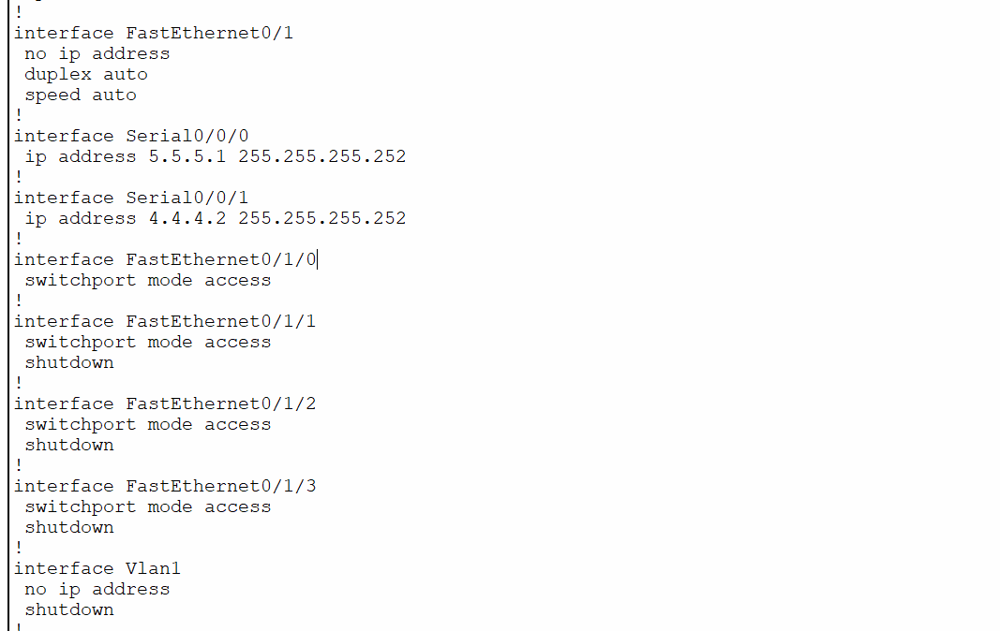 !
interface FastEthernet0/1
 no ip address
 duplex auto
 speed auto
!
interface Serial0/0/0
 ip address 5.5.5.1 255.255.255.252
!
interface Serial0/0/1
 ip address 4.4.4.2 255.255.255.252
!
interface FastEthernet0/1/0
 switchport mode access
!
interface FastEthernet0/1/1
 switchport mode access
 shutdown
!
interface FastEthernet0/1/2
 switchport mode access
 shutdown
!
interface FastEthernet0/1/3
 switchport mode access
 shutdown
!
interface Vlan1
 no ip address
 shutdown
!